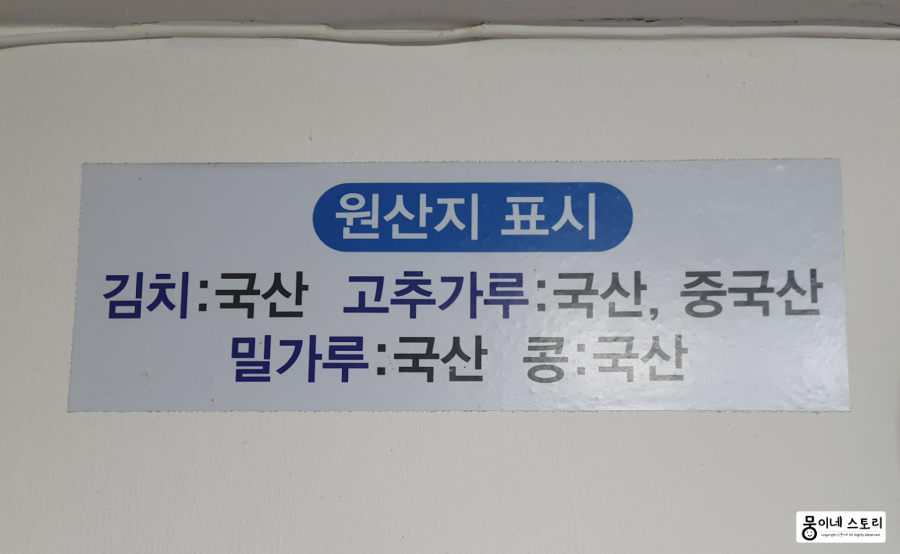 원산지 표시
김치:국산 고추가루:국산, 중국산
밀가루:국산 콩:국산
뭉이네 스토리